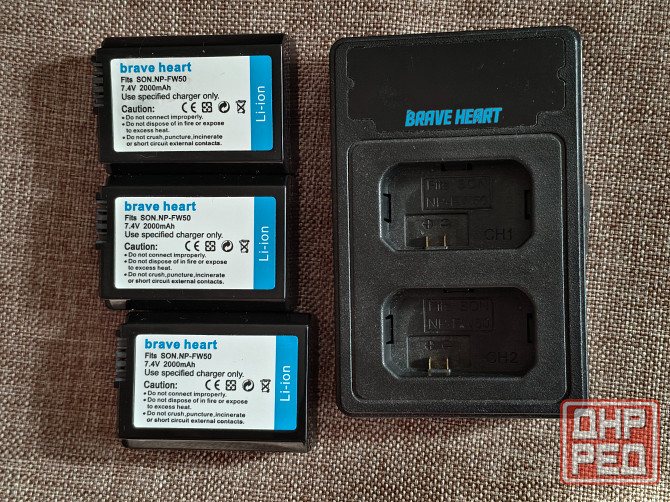 brave heart
Fits SON.NP-FW50
7.4V 2000mAh
Use specified charger only.
Caution:
• Do not connect improperly.
• Do not dispose of in fire or expose
to excess heat.
• Do not crush,puncture,incinerate
or short circuit external contacts.
Li-ion
brave heart
Fits SON.NP-FW50
7.4V 2000mAh
Use specified charger only.
Caution:
• Do not connect improperly.
• Do not dispose of in fire or expose
to excess heat.
• Do not crush,puncture,incinerate
or short circuit external contacts.
Li-ion
brave heart
Fits SON.NP-FW50
7.4V 2000mAh
Use specified charger only.
Caution:
• Do not connect improperly.
• Do not dispose of in fire or expose
to excess heat.
• Do not crush,puncture,incinerate
or short circuit external contacts.
Li-ion
BRAVE HEART
CH1
CH2